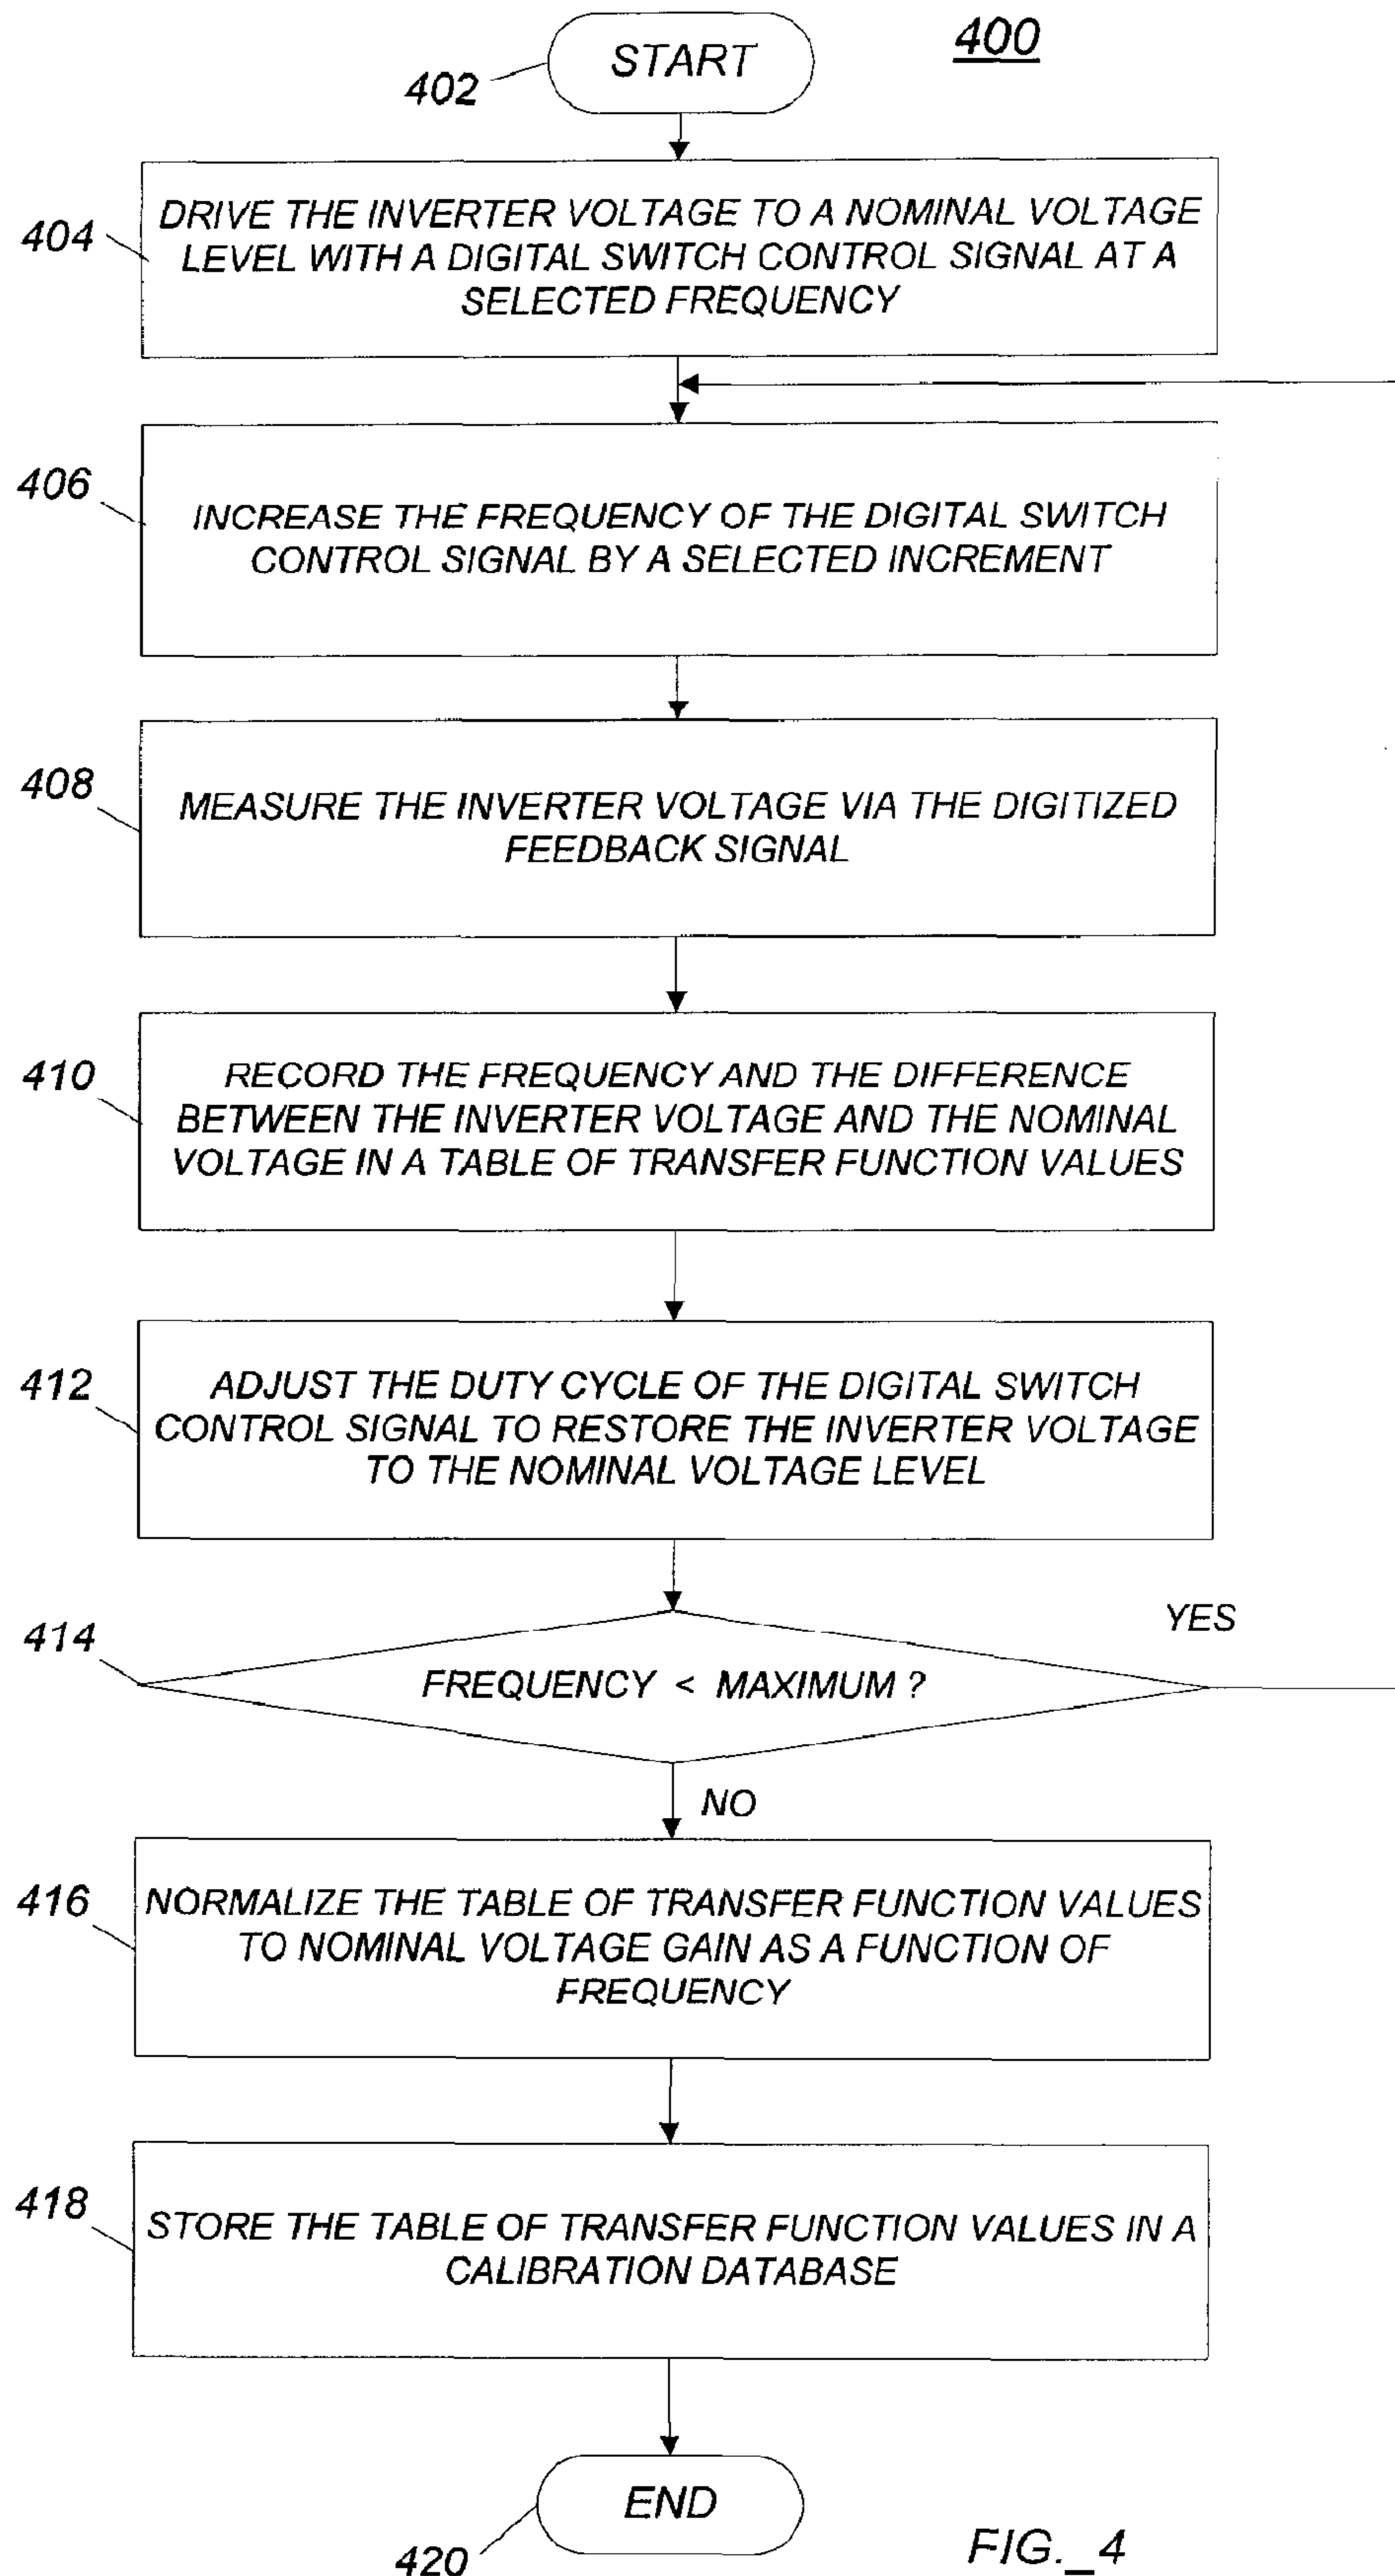 400
START
402
404
DRIVE THE INVERTER VOLTAGE TO A NOMINAL VOLTAGE
LEVEL WITH A DIGITAL SWITCH CONTROL SIGNAL AT A
SELECTED FREQUENCY
406
INCREASE THE FREQUENCY OF THE DIGITAL SWITCH
CONTROL SIGNAL BY A SELECTED INCREMENT
408
MEASURE THE INVERTER VOLTAGE VIA THE DIGITIZED
FEEDBACK SIGNAL
410
RECORD THE FREQUENCY AND THE DIFFERENCE
BETWEEN THE INVERTER VOLTAGE AND THE NOMINAL
VOLTAGE IN A TABLE OF TRANSFER FUNCTION VALUES
412
ADJUST THE DUTY CYCLE OF THE DIGITAL SWITCH
CONTROL SIGNAL TO RESTORE THE INVERTER VOLTAGE
TO THE NOMINAL VOLTAGE LEVEL
414
YES
FREQUENCY < MAXIMUM ?
NO
416
NORMALIZE THE TABLE OF TRANSFER FUNCTION VALUES
TO NOMINAL VOLTAGE GAIN AS A FUNCTION OF
FREQUENCY
418
STORE THE TABLE OF TRANSFER FUNCTION VALUES IN A
CALIBRATION DATABASE
END
420
FIG._4